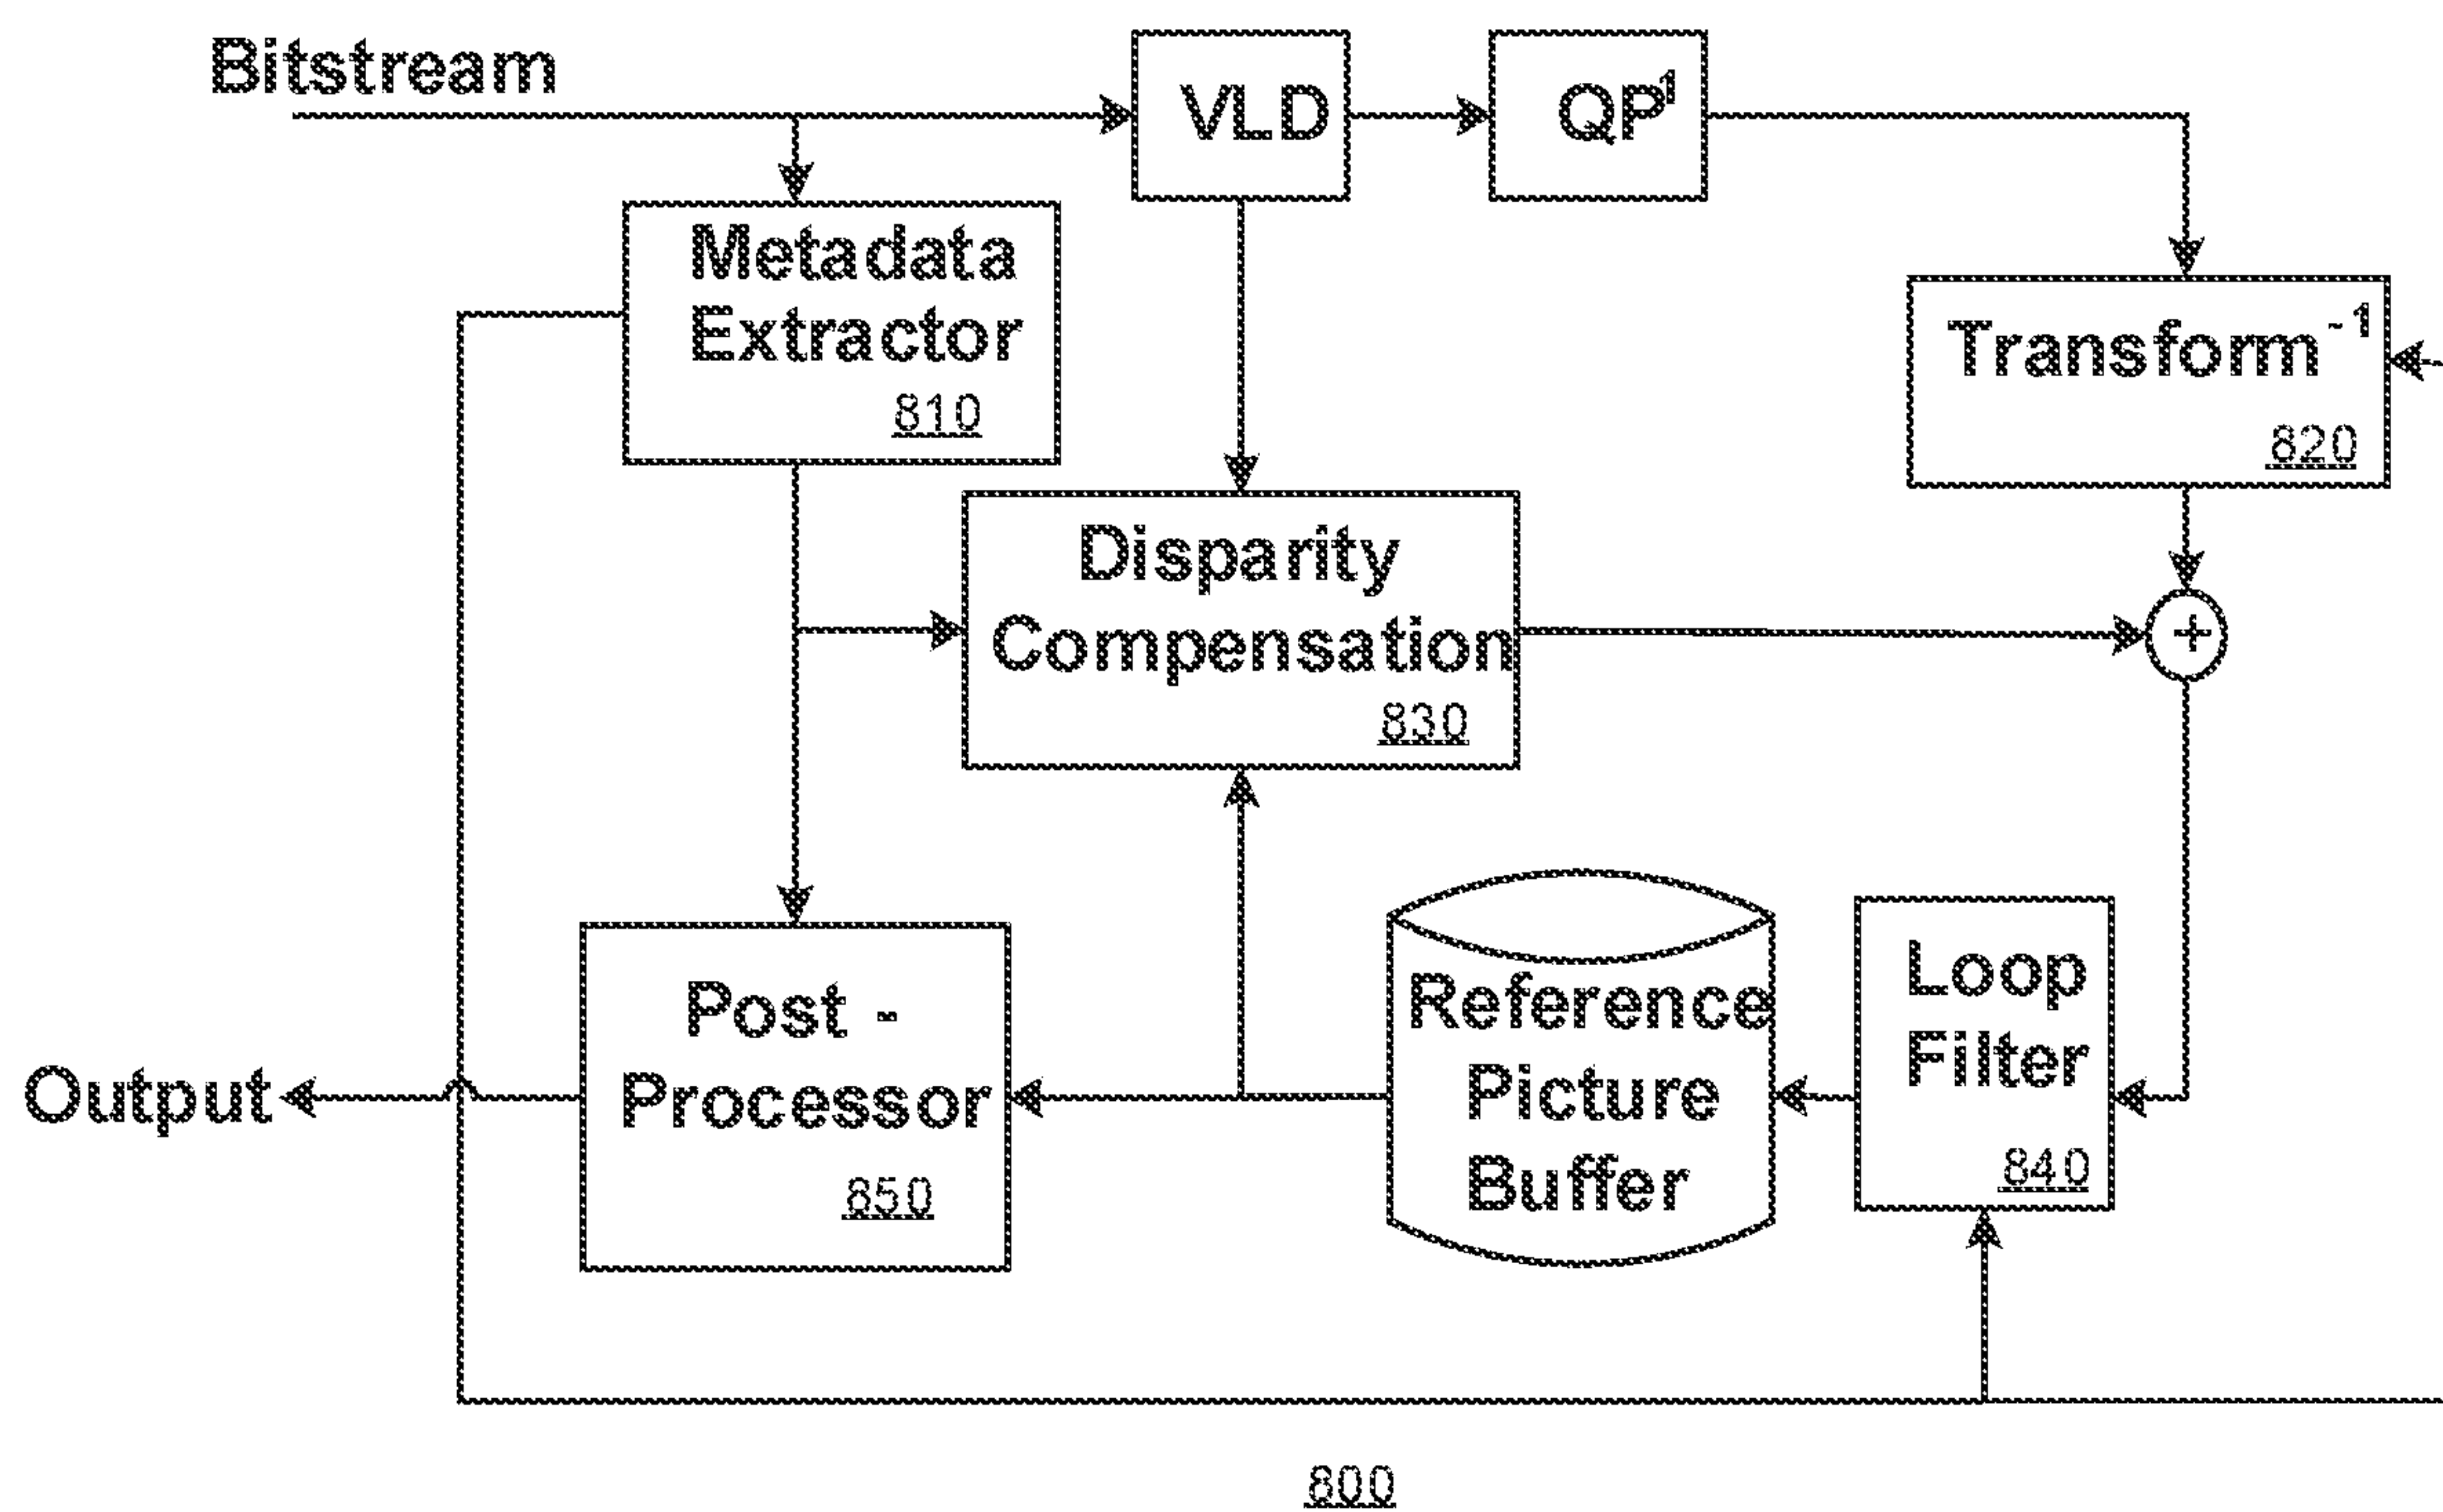 Bitstream
VLD
QP¹
Metadata
Extractor
810
Transform⁻¹
820
Disparity
Compensation
830
+
Post -
Processor
850
Output
Reference
Picture
Buffer
Loop
Filter
840
800